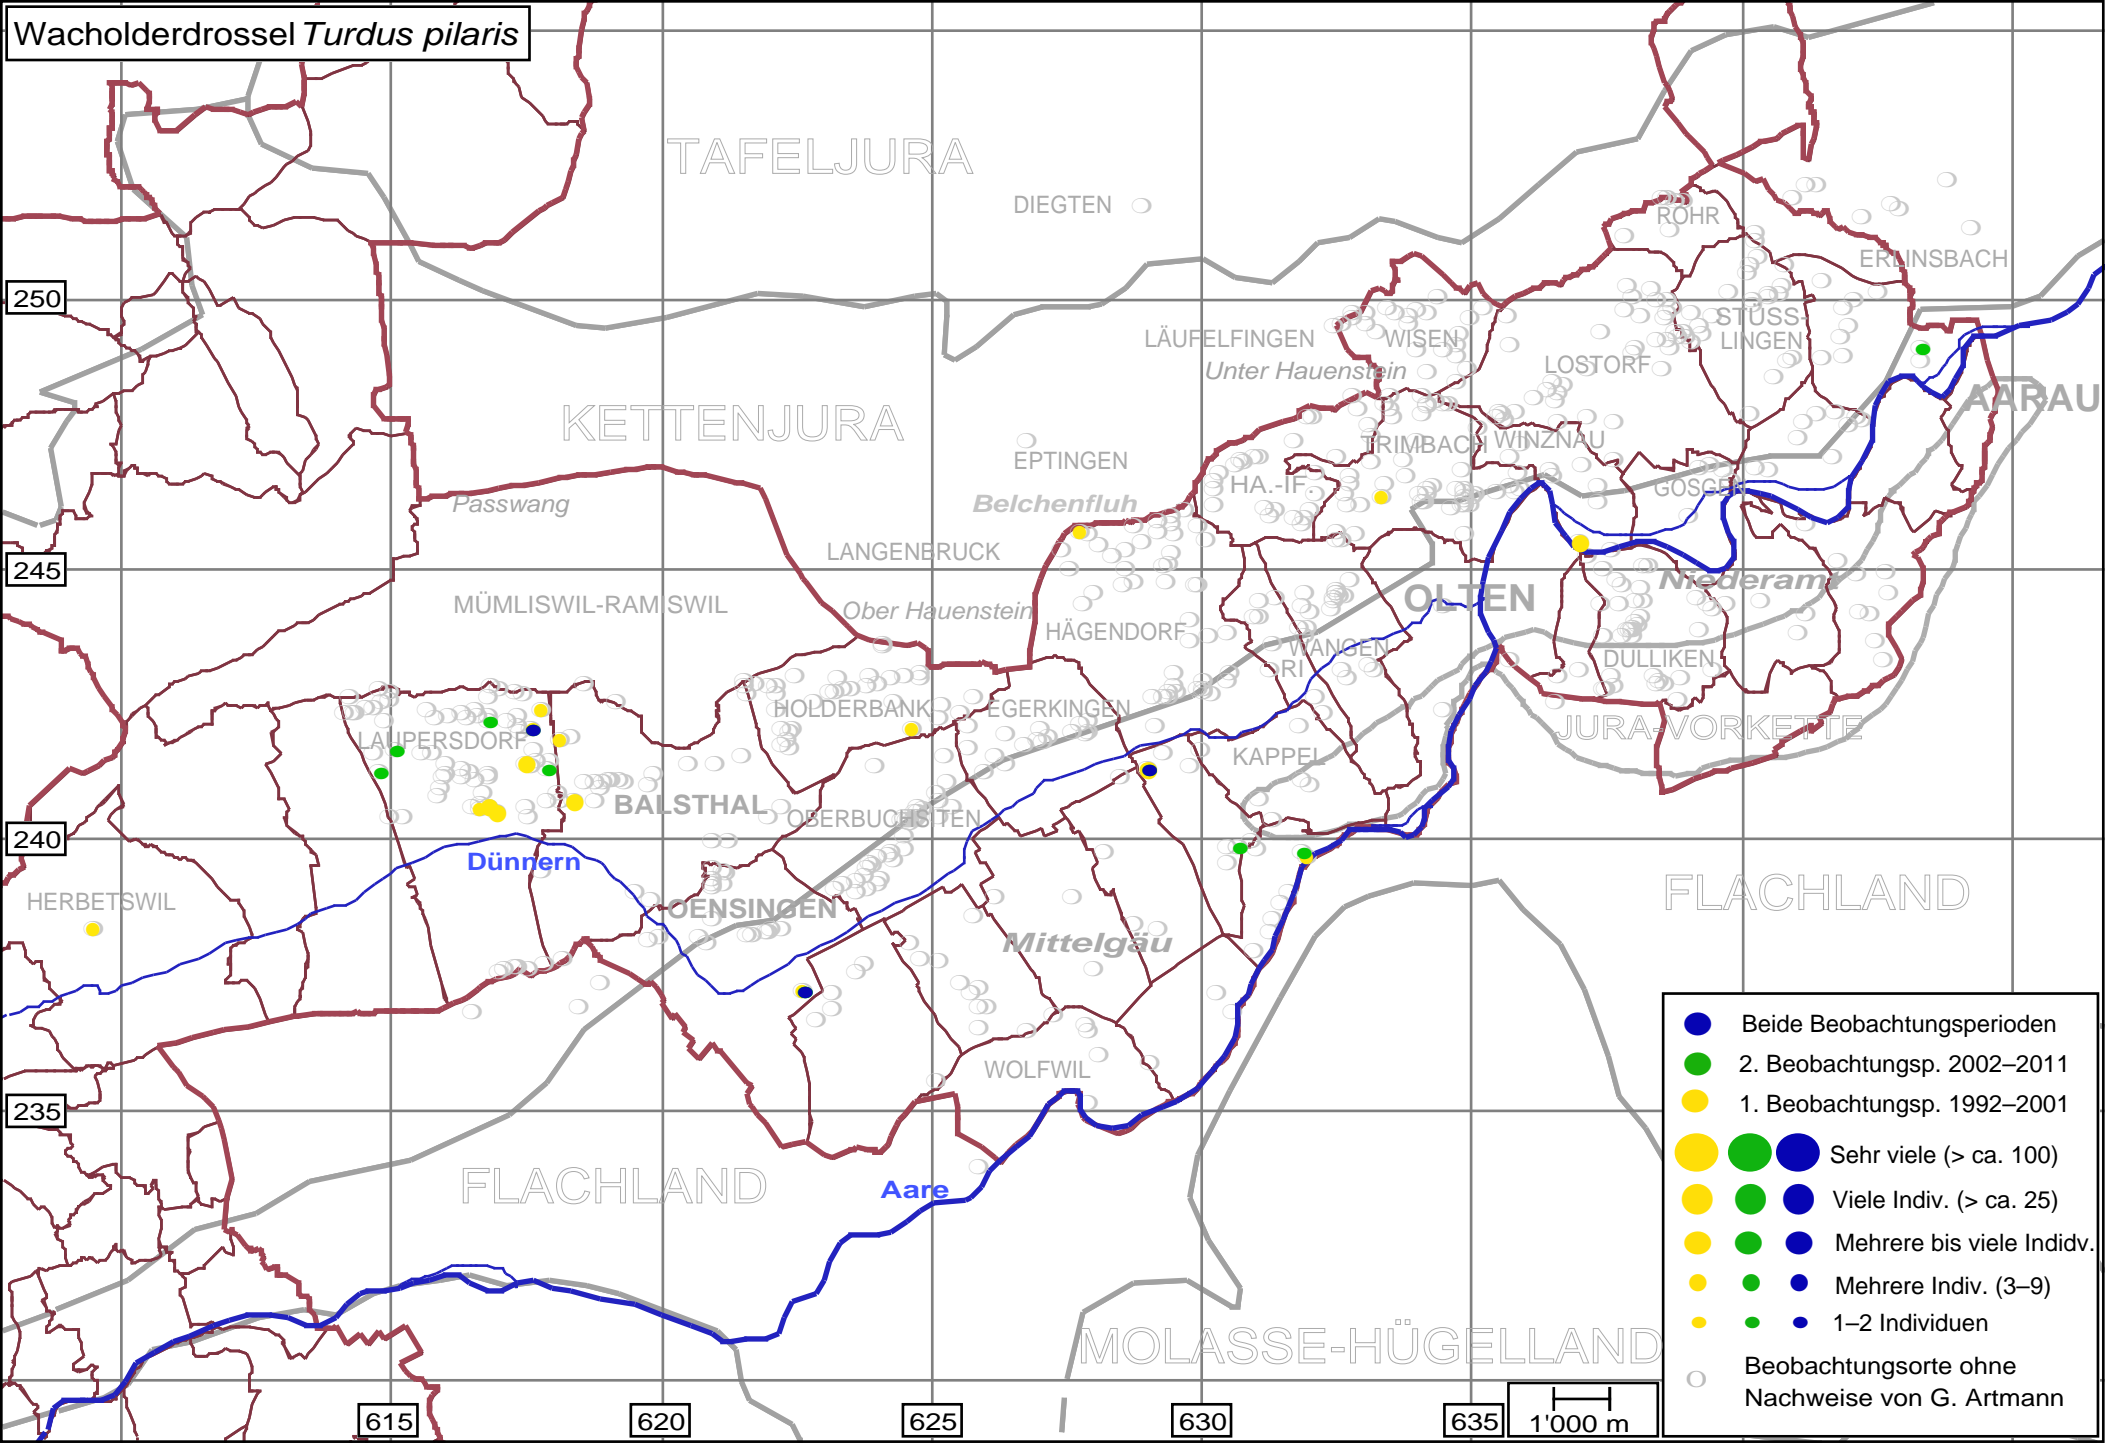 Wacholderdrossel Turdus pilaris
TAFELJURA
DIEGTEN
ROHR
ERLINSBACH
250
STÜSS-
LINGEN
LÄUFELFINGEN
WISEN
LOSTORF
Unter Hauenstein
AARAU
KETTENJURA
TRIMBACH
WINZNAU
EPTINGEN
HA.-IF.
GÖSGEN
Passwang
Belchenfluh
LANGENBRUCK
245
Niederamt
MÜMLISWIL-RAMISWIL
Ober Hauenstein
OLTEN
HÄGENDORF
WANGEN
RI
DULLIKEN
HOLDERBANK
EGERKINGEN
LAUPERSDORF
JURA-VORKETTE
KAPPEL
BALSTHAL
OBERBUCHSITEN
240
Dünnern
HERBETSWIL
OENSINGEN
FLACHLAND
Mittelgäu
WOLFWIL
235
FLACHLAND
Aare
MOLASSE-HÜGELLAND
Beide Beobachtungsperioden
2. Beobachtungsp. 2002–2011
1. Beobachtungsp. 1992–2001
Sehr viele (> ca. 100)
Viele Indiv. (> ca. 25)
Mehrere bis viele Indidv.
Mehrere Indiv. (3–9)
1–2 Individuen
Beobachtungsorte ohne
Nachweise von G. Artmann
615
620
625
630
635
1'000 m